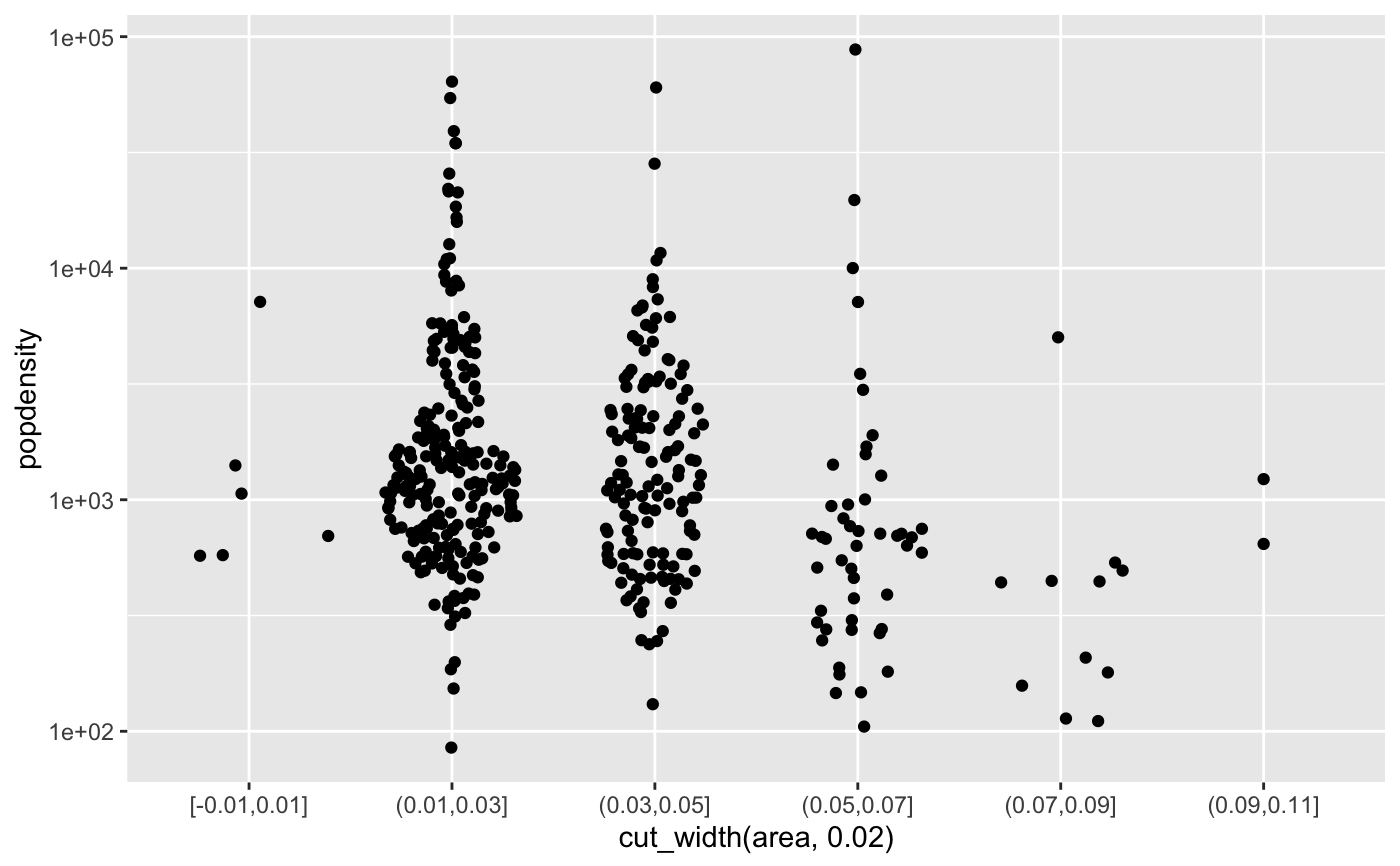 1e+05
1e+04
1e+03
1e+02
popdensity
[-0.01,0.01]
(0.01,0.03]
(0.03,0.05]
(0.05,0.07]
(0.07,0.09]
(0.09,0.11]
cut_width(area, 0.02)